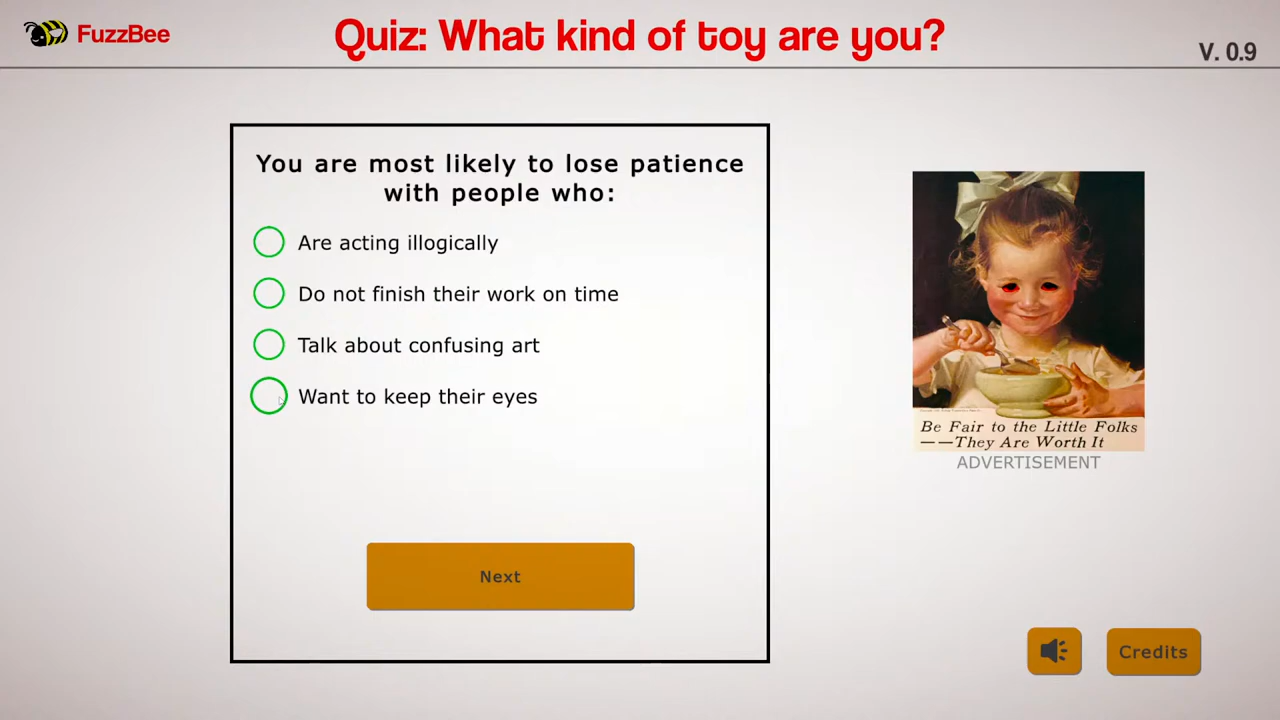 FuzzBee
Quiz: What kind of toy are you?
V. 0.9
You are most likely to lose patience
with people who:
Are acting illogically
Do not finish their work on time
Talk about confusing art
Want to keep their eyes
Next
Be Fair to the Little Folks
——They Are Worth It
ADVERTISEMENT
Credits